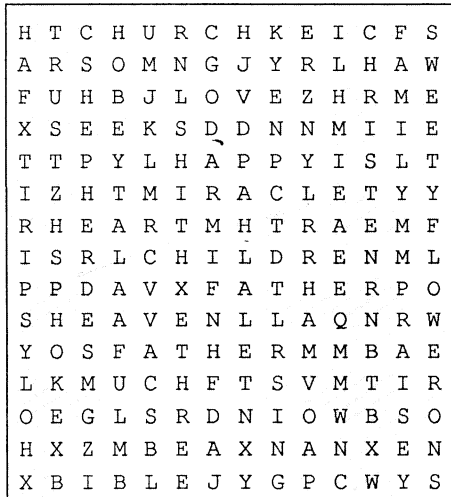 H T C H U R C H K E I C F S
A R S O M N G J Y R L H A W
F U H B J L O V E Z H R M E
X S E E K S D D N N M I I E
T T P Y L H A P P Y I S L T
I Z H T M I R A C L E T Y Y
R H E A R T M H T R A E M F
I S R L C H I L D R E N M L
P P D A V X F A T H E R P O
S H E A V E N L L A Q N R W
Y O S F A T H E R M M B A E
L K M U C H F T S V M T I R
O E G L S R D N I O W B S O
H X Z M B E A X N A N X E N
X B I B L E J Y G P C W Y S